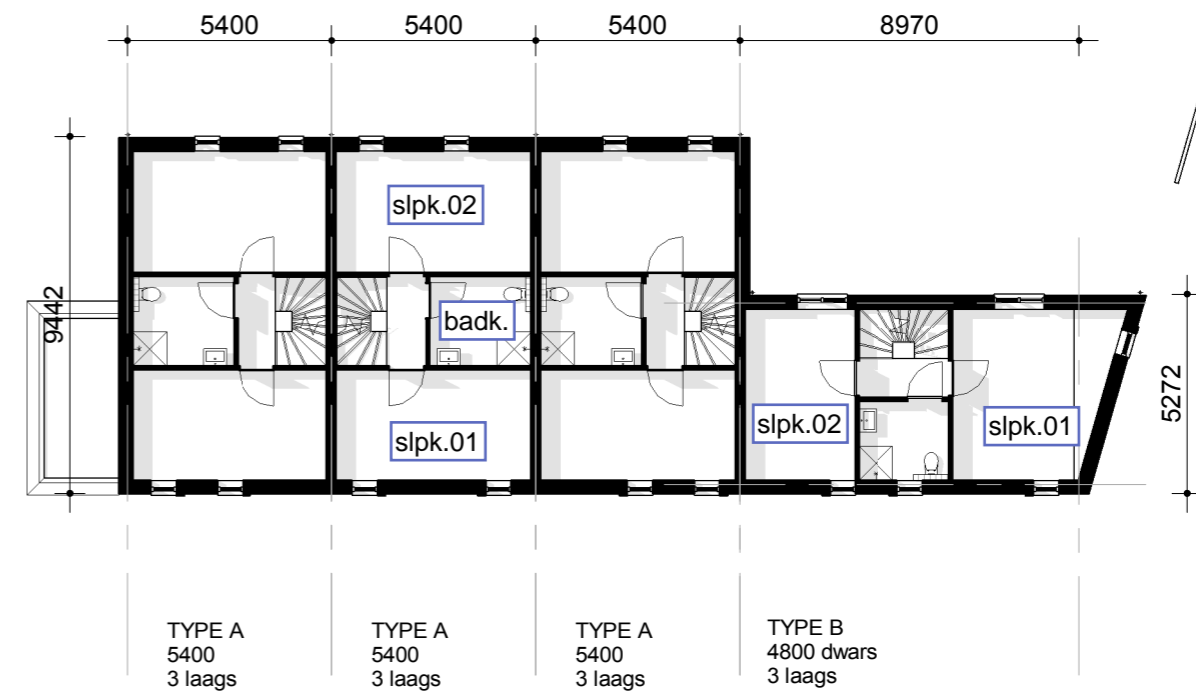 5400
5400
5400
8970
9442
slpk.02
badk.
slpk.01
slpk.02
slpk.01
5272
TYPE A
5400
3 laags
TYPE A
5400
3 laags
TYPE A
5400
3 laags
TYPE B
4800 dwars
3 laags